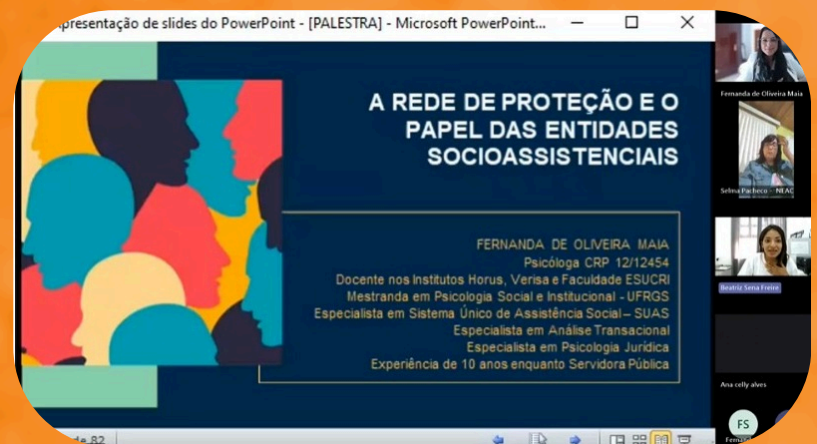 presentação de slides do PowerPoint - [PALESTRA] - Microsoft PowerPoint...
A REDE DE PROTEÇÃO E O
PAPEL DAS ENTIDADES
SOCIOASSISTENCIAIS
FERNANDA DE OLIVEIRA MAIA
Psicóloga CRP 12/12454
Docente nos Institutos Horus, Verisa e Faculdade ESUCRI
Mestranda em Psicologia Social e Institucional - UFRGS
Especialista em Sistema Único de Assistência Social – SUAS
Especialista em Análise Transacional
Especialista em Psicologia Jurídica
Experiência de 10 anos enquanto Servidora Pública
de 82
Fernanda de Oliveira Maia
Selma Pacheco - NEAC
Beatriz Sena Freire
Ana celly alves
FS